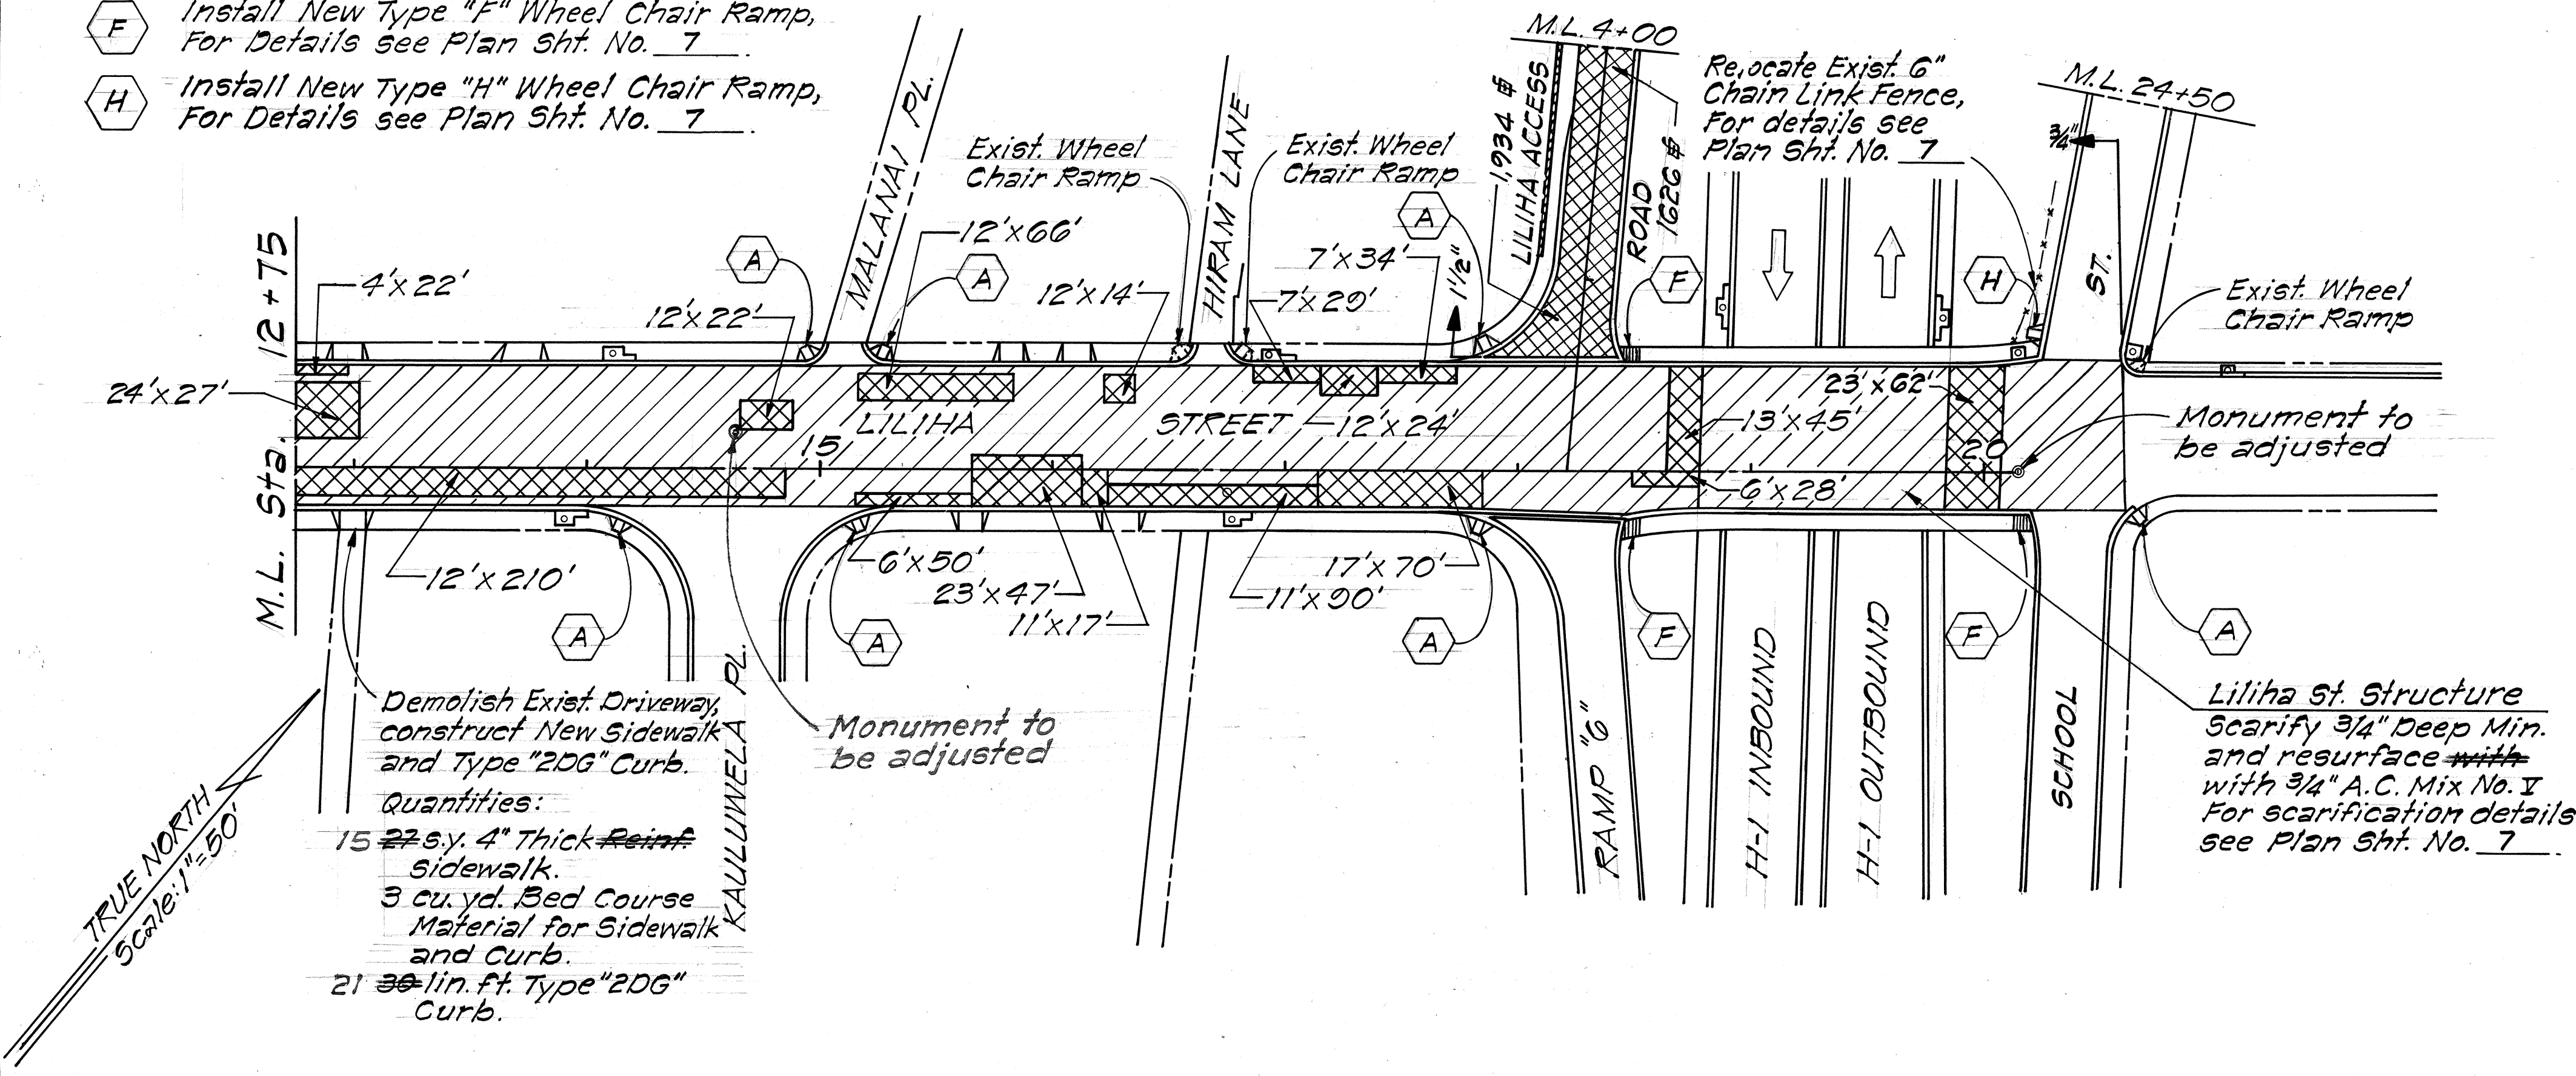 F
Install New Type "F" Wheel Chair Ramp,
For Details see Plan Sht. No. 7.
H
Install New Type "H" Wheel Chair Ramp,
For Details see Plan Sht. No. 7.
M.L. 4+00
Relocate Exist. 6"
Chain Link Fence,
For details see
Plan Sht. No. 7
M.L. 24+50
3/4"
MALANAI PL.
Exist. Wheel
Chair Ramp
HIRAM LANE
Exist. Wheel
Chair Ramp
1,934
LILIHA ACCESS
ROAD
1626
A
A
A
F
H
ST.
Exist. Wheel
Chair Ramp
M.L. Sta. 12+75
4'x22'
12'x22'
12'x66'
12'x14'
7'x29'
7'x34'
1 1/2"
24'x27'
LILIHA STREET
12'x24'
23'x62'
13'x45'
Monument to
be adjusted
15
20
6'x28'
12'x210'
6'x50'
23'x47'
11'x17'
11'x90'
17'x70'
A
A
A
F
F
A
Demolish Exist. Driveway,
construct New Sidewalk
and Type "2DG" Curb.
Quantities:
15 27 s.y. 4" Thick Reinf.
Sidewalk.
3 cu. yd. Bed Course
Material for Sidewalk
and Curb.
21 30 lin. ft. Type "2DG"
Curb.
KAULUWELA PL.
Monument to
be adjusted
RAMP "6"
H-1 INBOUND
H-1 OUTBOUND
SCHOOL
Liliha St. Structure
Scarify 3/4" Deep Min.
and resurface with
with 3/4" A.C. Mix No. V
For scarification details
see Plan Sht. No. 7.
TRUE NORTH
Scale: 1"=50'